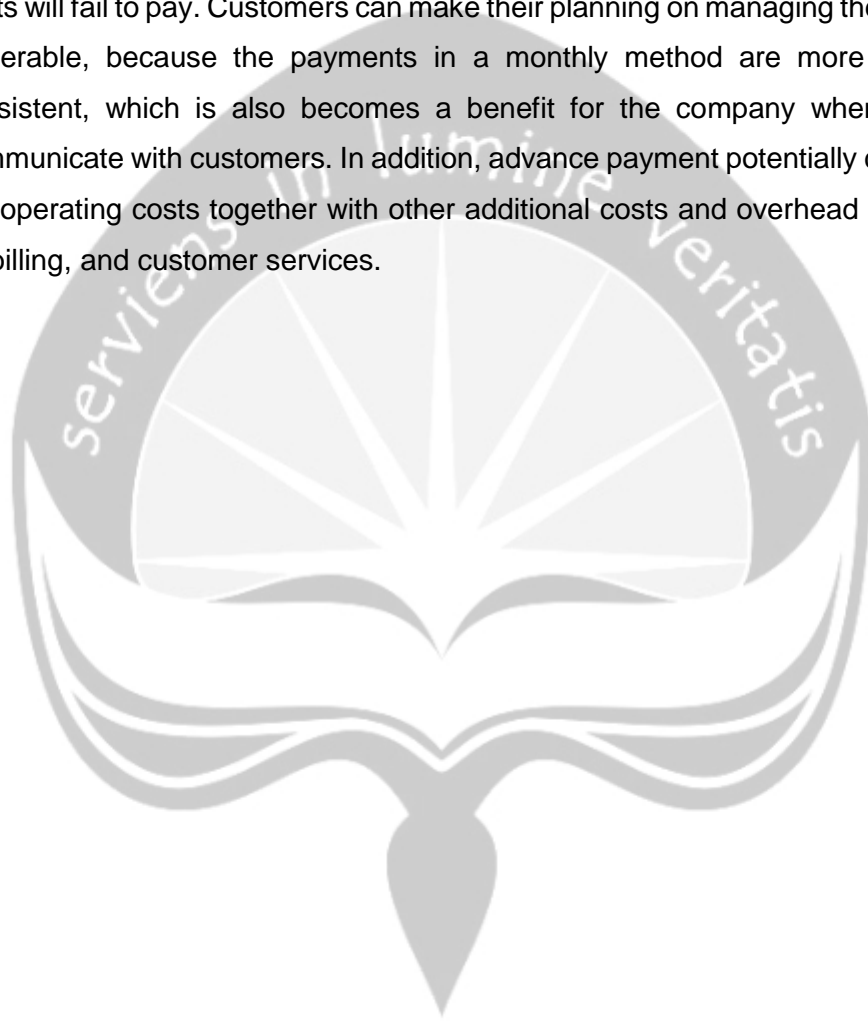 ts will fail to pay. Customers can make their planning on managing the
erable, because the payments in a monthly method are more
sistent, which is also becomes a benefit for the company when
municate with customers. In addition, advance payment potentially
operating costs together with other additional costs and overhead
billing, and customer services.
serviens in lumine veritatis